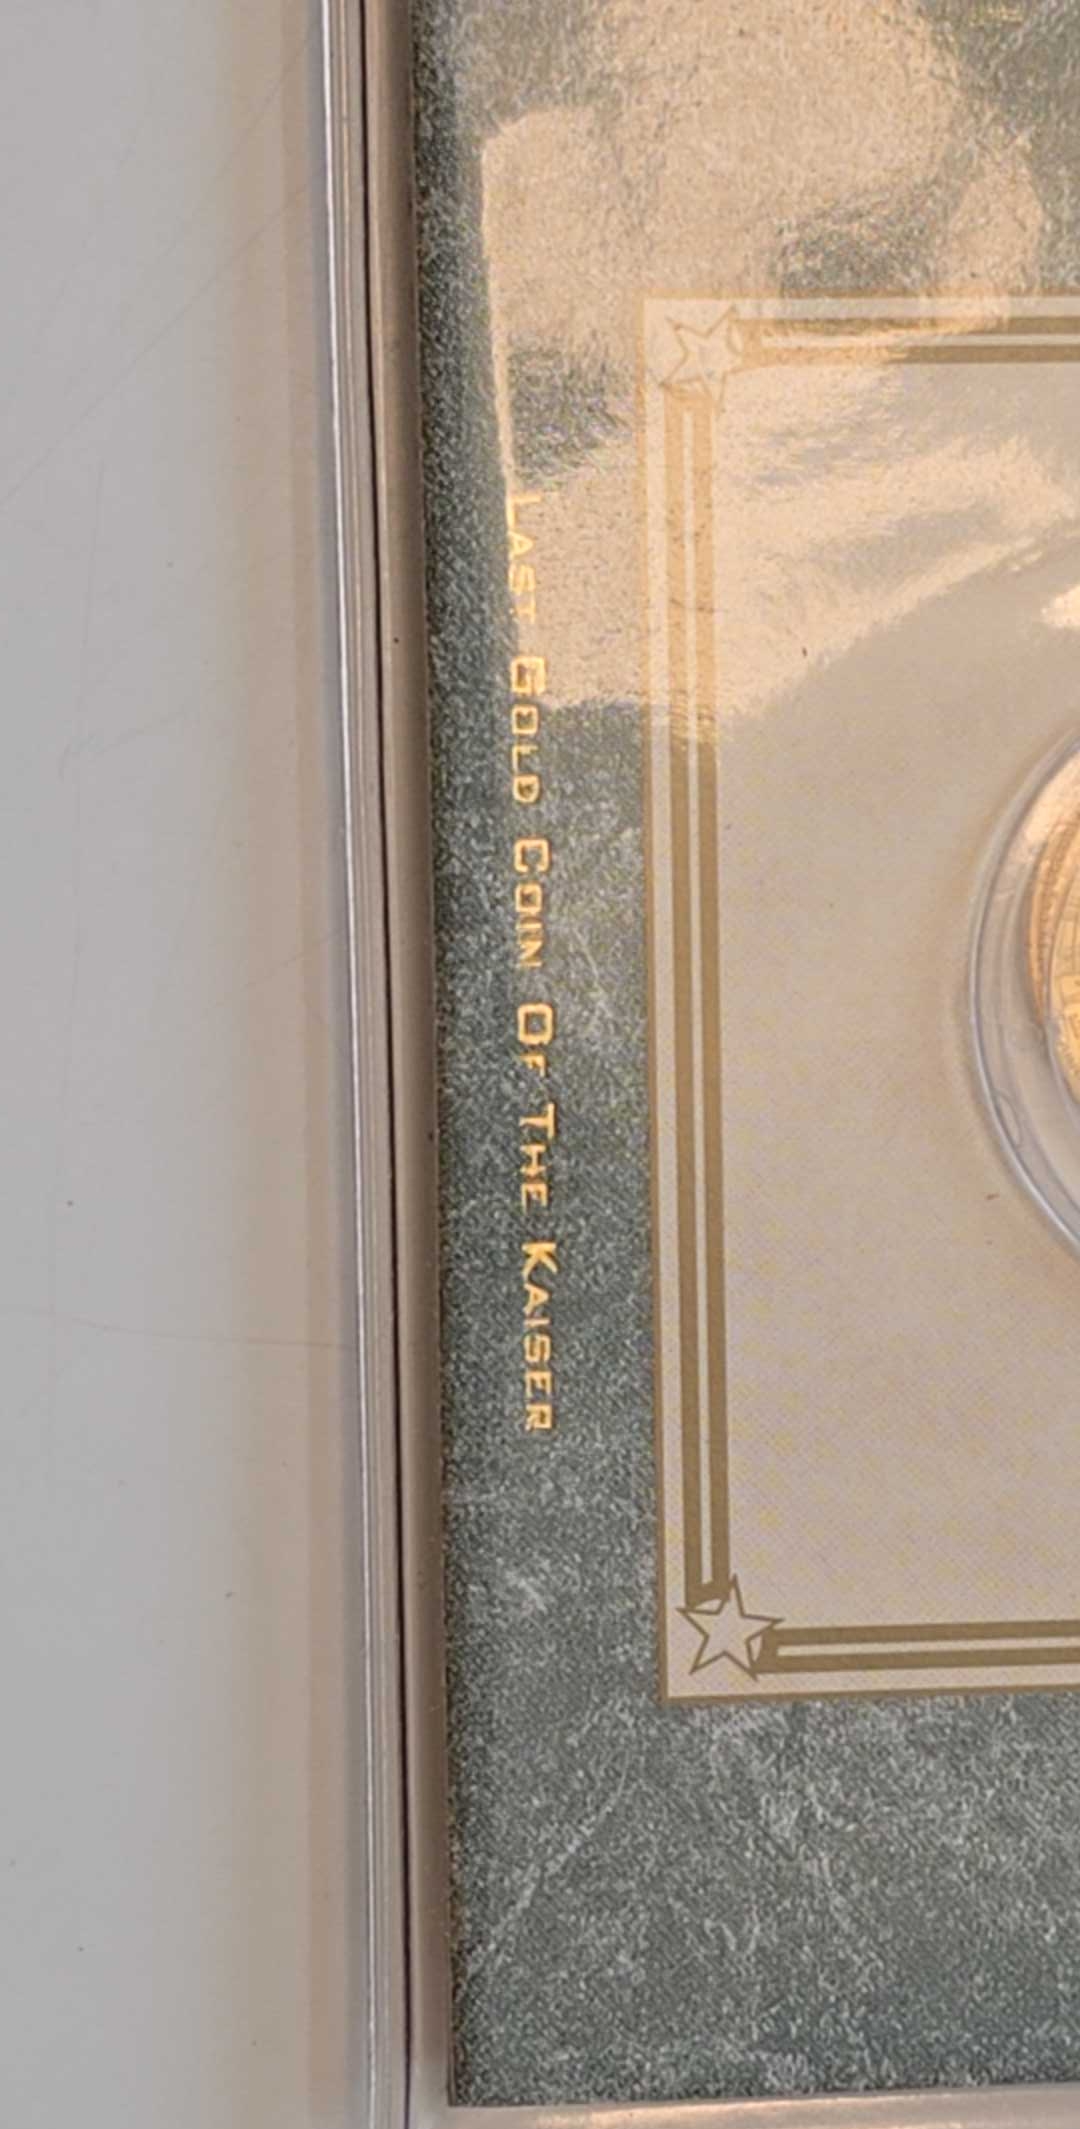 Last Gold Coin Of The Kaiser